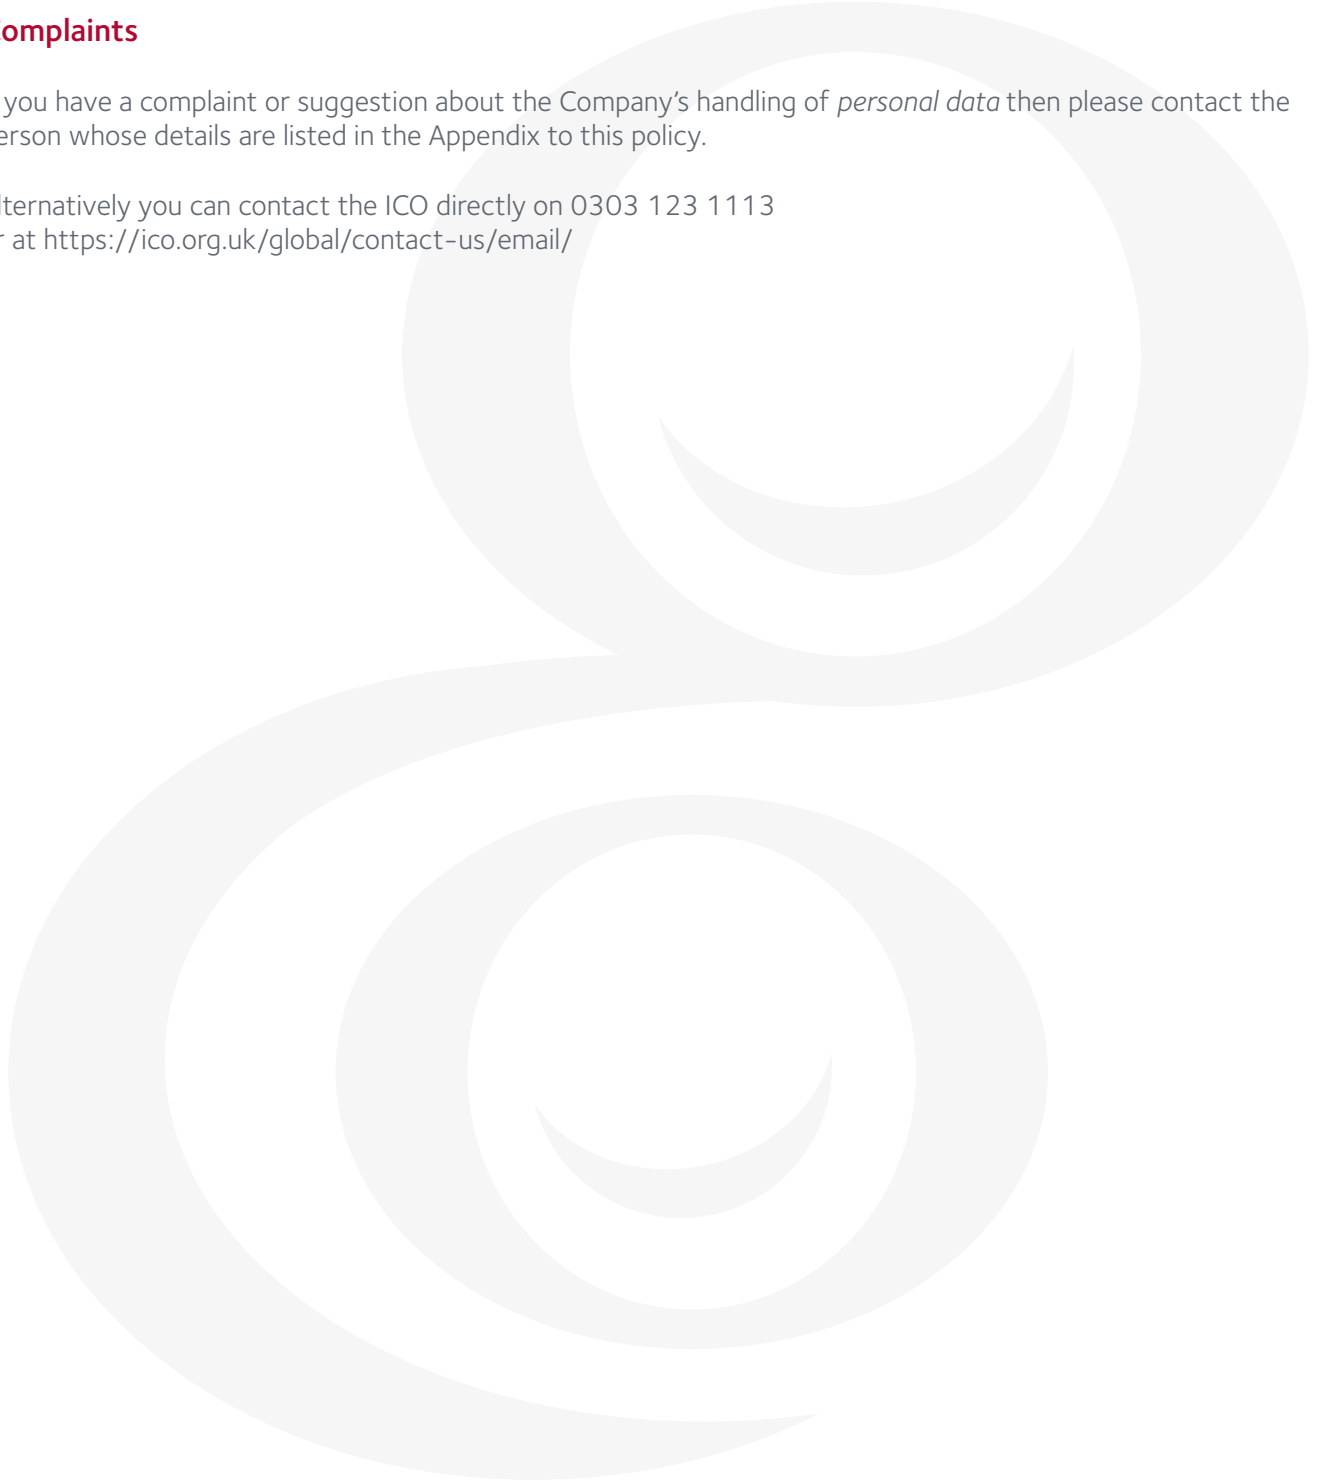 omplaints
you have a complaint or suggestion about the Company’s handling of personal data then please contact the
erson whose details are listed in the Appendix to this policy.
lternatively you can contact the ICO directly on 0303 123 1113
r at https://ico.org.uk/global/contact-us/email/